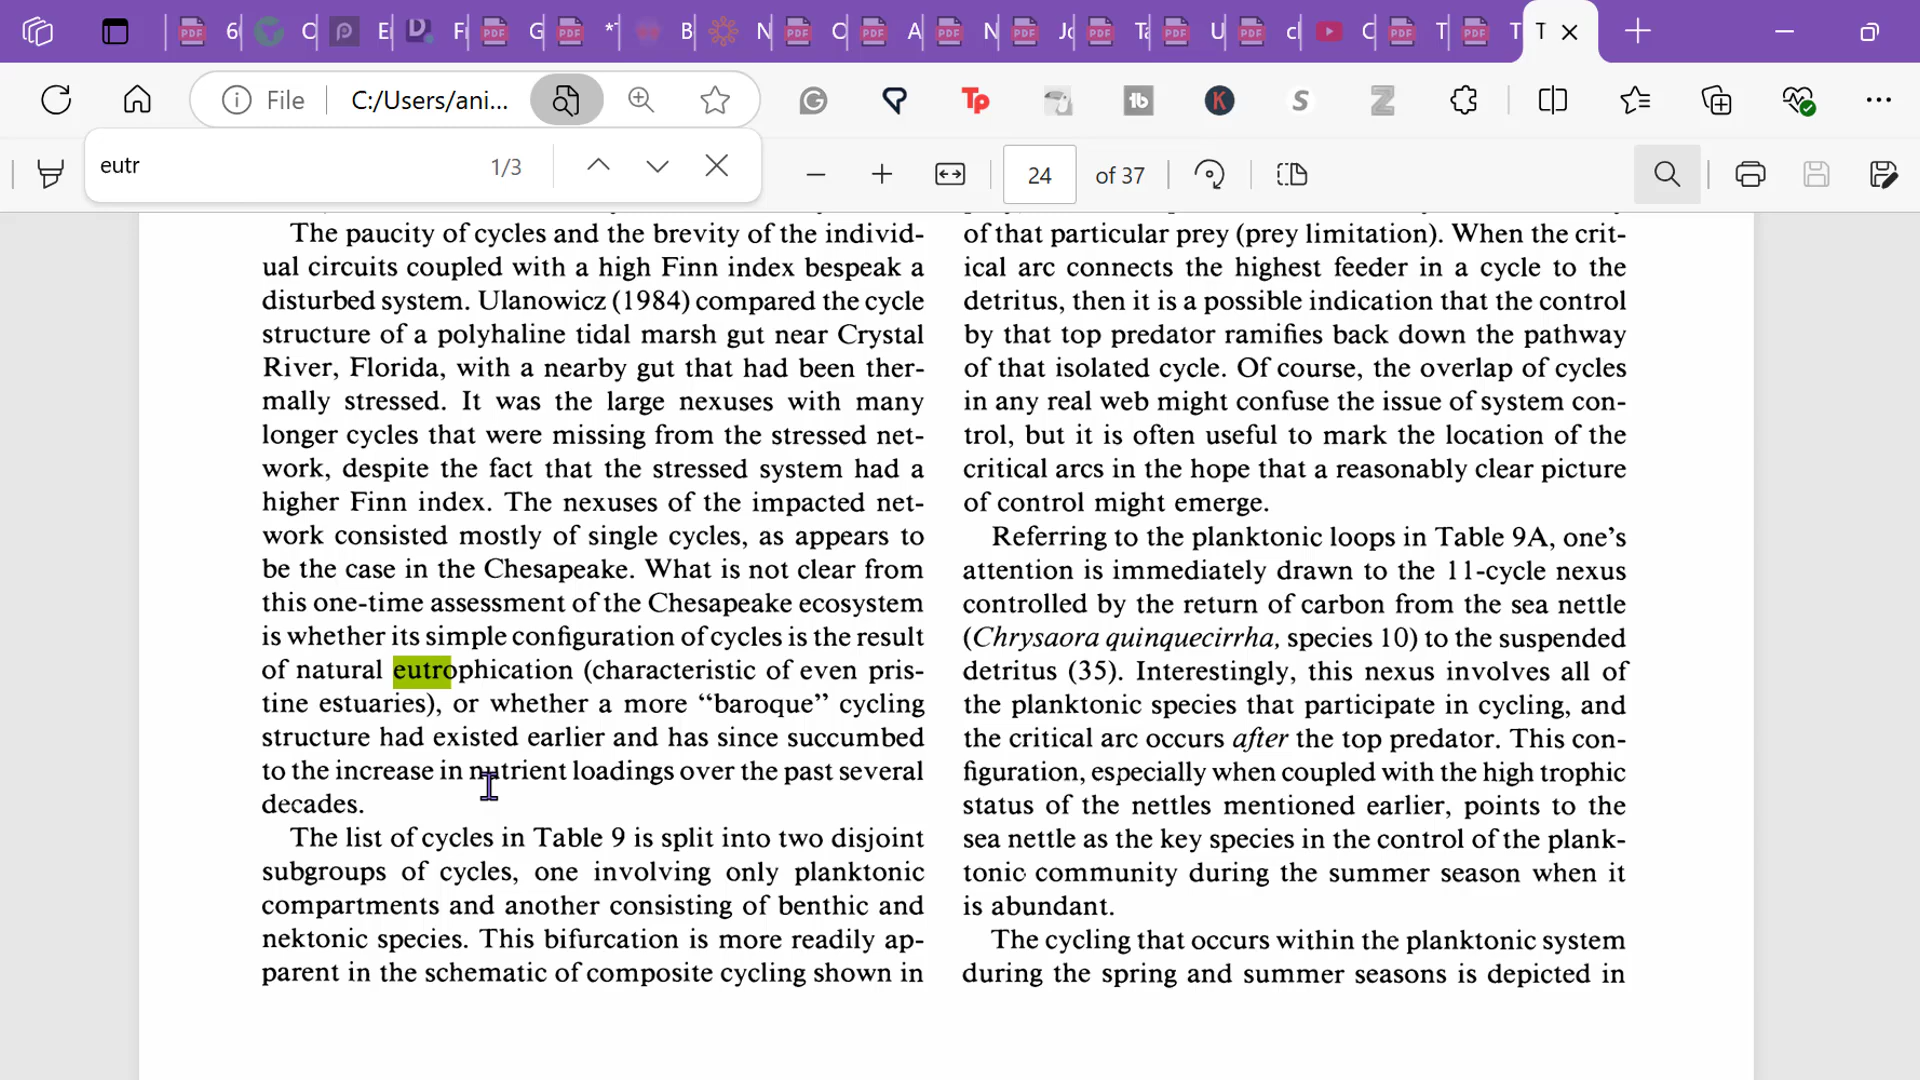 6
C
E
F
G
*
B
N
C
A
N
Jc
Ta
U
cl
C
T
T
T
File
C:/Users/ani...
Tp
tb
K
S
Z
eutr
1/3
24
of 37
The paucity of cycles and the brevity of the individ-
ual circuits coupled with a high Finn index bespeak a
disturbed system. Ulanowicz (1984) compared the cycle
structure of a polyhaline tidal marsh gut near Crystal
River, Florida, with a nearby gut that had been ther-
mally stressed. It was the large nexuses with many
longer cycles that were missing from the stressed net-
work, despite the fact that the stressed system had a
higher Finn index. The nexuses of the impacted net-
work consisted mostly of single cycles, as appears to
be the case in the Chesapeake. What is not clear from
this one-time assessment of the Chesapeake ecosystem
is whether its simple configuration of cycles is the result
of natural eutrophication (characteristic of even pris-
tine estuaries), or whether a more “baroque” cycling
structure had existed earlier and has since succumbed
to the increase in nutrient loadings over the past several
decades.
The list of cycles in Table 9 is split into two disjoint
subgroups of cycles, one involving only planktonic
compartments and another consisting of benthic and
nektonic species. This bifurcation is more readily ap-
parent in the schematic of composite cycling shown in
of that particular prey (prey limitation). When the crit-
ical arc connects the highest feeder in a cycle to the
detritus, then it is a possible indication that the control
by that top predator ramifies back down the pathway
of that isolated cycle. Of course, the overlap of cycles
in any real web might confuse the issue of system con-
trol, but it is often useful to mark the location of the
critical arcs in the hope that a reasonably clear picture
of control might emerge.
Referring to the planktonic loops in Table 9A, one’s
attention is immediately drawn to the 11-cycle nexus
controlled by the return of carbon from the sea nettle
(Chrysaora quinquecirrha, species 10) to the suspended
detritus (35). Interestingly, this nexus involves all of
the planktonic species that participate in cycling, and
the critical arc occurs after the top predator. This con-
figuration, especially when coupled with the high trophic
status of the nettles mentioned earlier, points to the
sea nettle as the key species in the control of the plank-
tonic community during the summer season when it
is abundant.
The cycling that occurs within the planktonic system
during the spring and summer seasons is depicted in